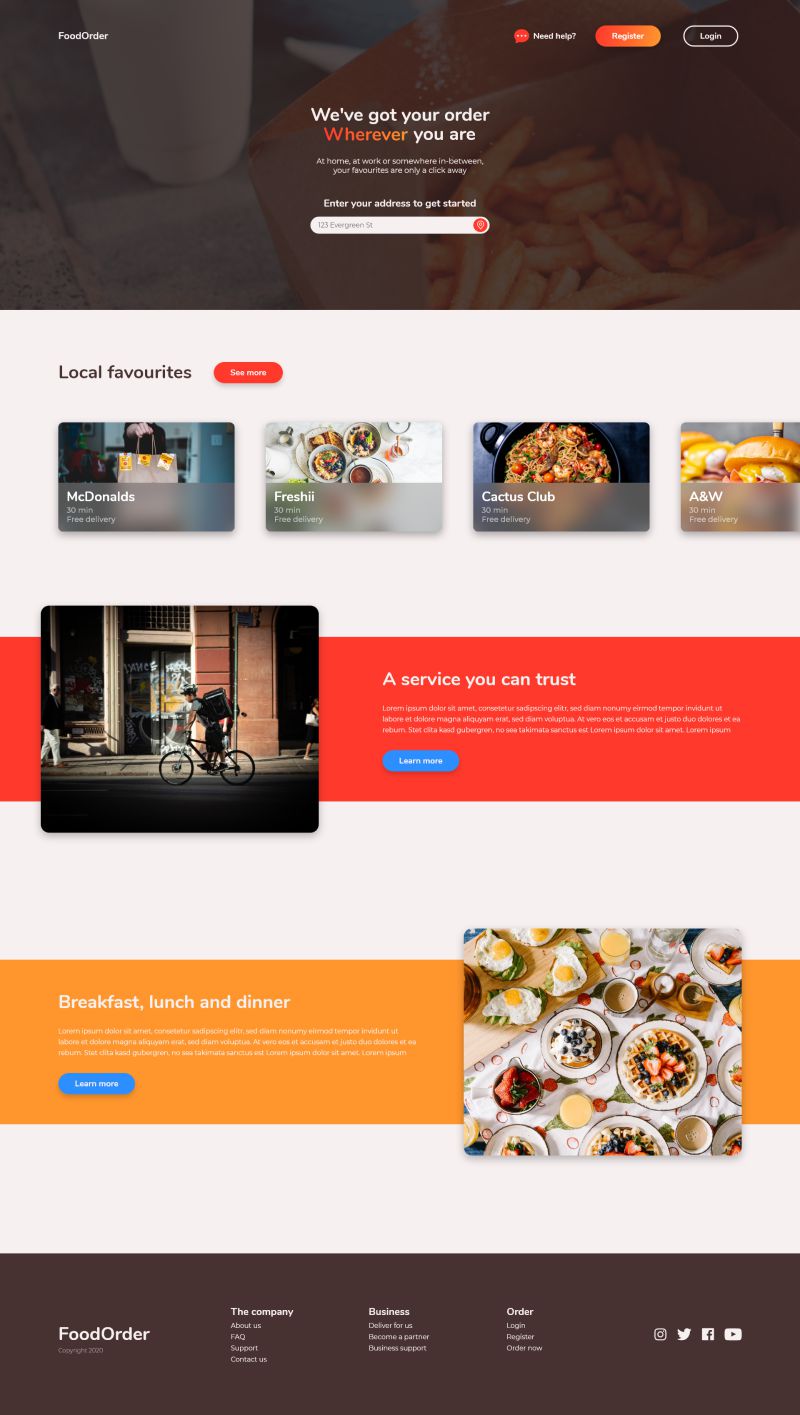 FoodOrder
Need help?
Register
Login
We've got your order
Wherever you are
At home, at work or somewhere in-between,
your favourites are only a click away
Enter your address to get started
123 Evergreen St
Local favourites
See more
McDonalds
30 min
Free delivery
Freshii
30 min
Free delivery
Cactus Club
30 min
Free delivery
A&W
30 min
Free delivery
A service you can trust
Lorem ipsum dolor sit amet, consetetur sadipscing elitr, sed diam nonumy eirmod tempor invidunt ut
labore et dolore magna aliquyam erat, sed diam voluptua. At vero eos et accusam et justo duo dolores et ea
rebum. Stet clita kasd gubergren, no sea takimata sanctus est Lorem ipsum dolor sit amet. Lorem ipsum
Learn more
Breakfast, lunch and dinner
Lorem ipsum dolor sit amet, consetetur sadipscing elitr, sed diam nonumy eirmod tempor invidunt ut
labore et dolore magna aliquyam erat, sed diam voluptua. At vero eos et accusam et justo duo dolores et ea
rebum. Stet clita kasd gubergren, no sea takimata sanctus est Lorem ipsum dolor sit amet. Lorem ipsum
Learn more
FoodOrder
Copyright 2020
The company
About us
FAQ
Support
Contact us
Business
Deliver for us
Become a partner
Business support
Order
Login
Register
Order now